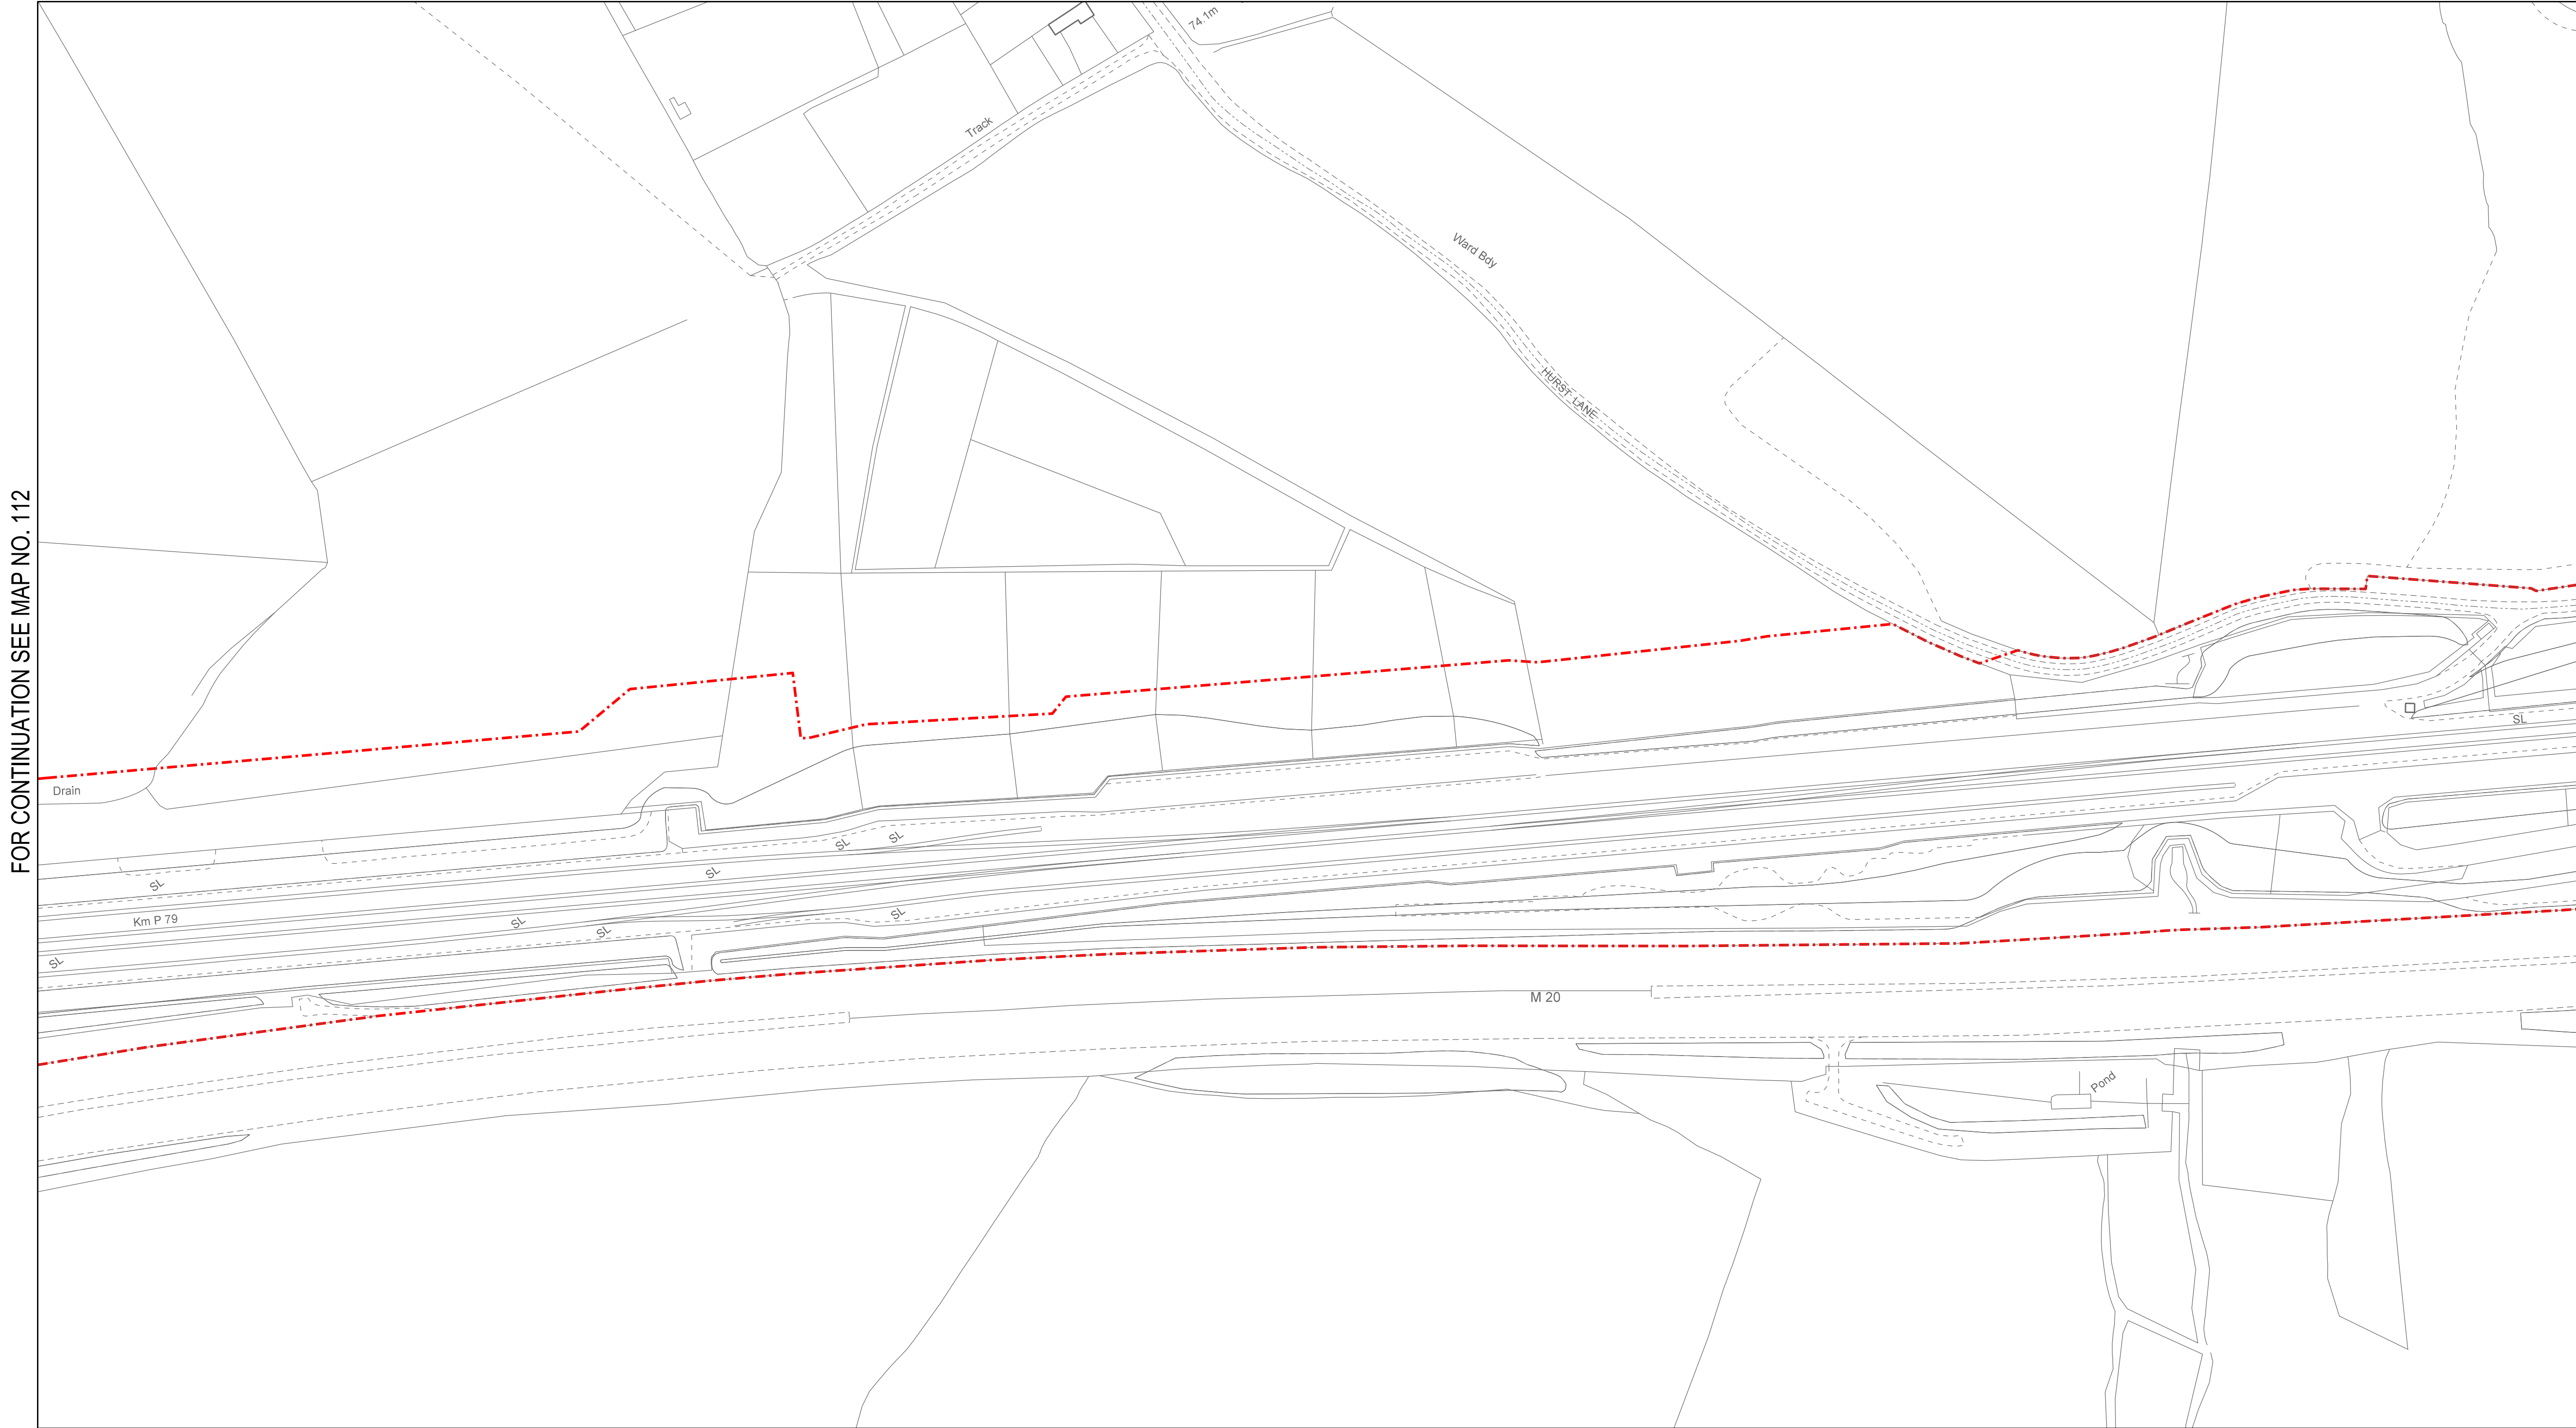 74.1m
Track
Ward Bdy
HURST LANE
FOR CONTINUATION SEE MAP NO. 112
SL
Drain
SL
SL
SL
SL
Km P 79
SL
SL
SL
SL
M 20
Pond